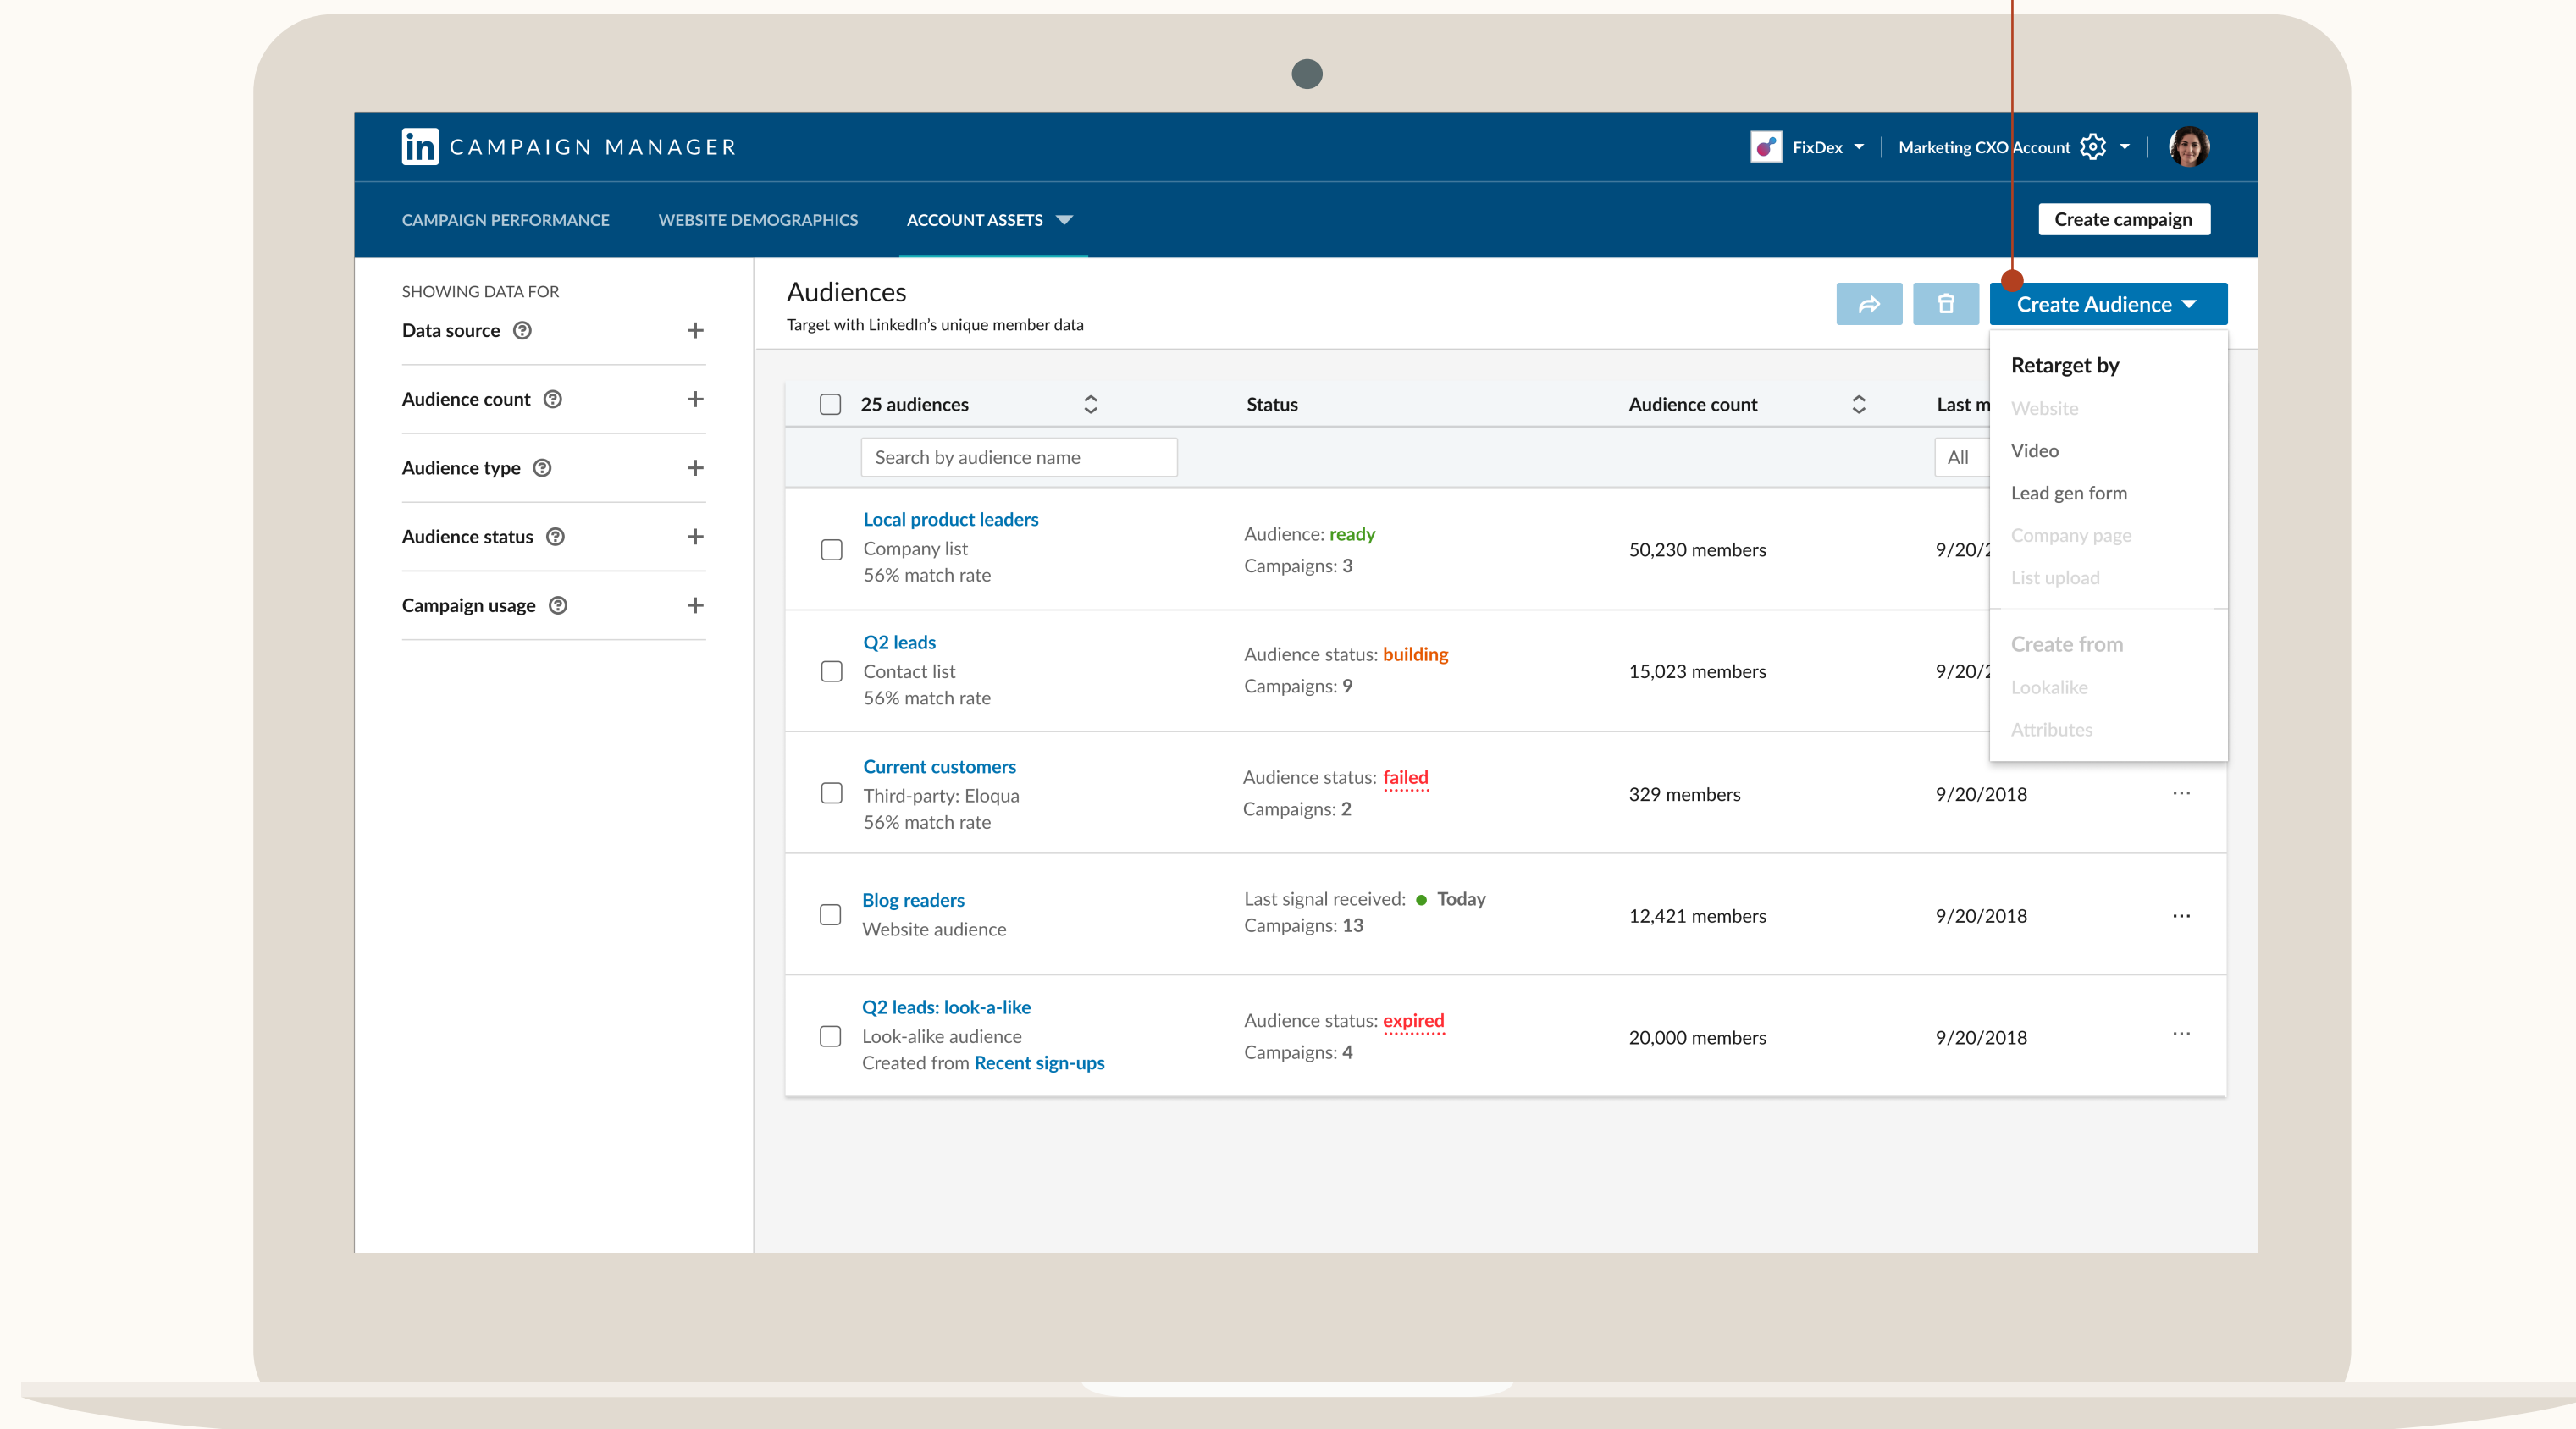 in CAMPAIGN MANAGER
FixDex
Marketing CXO Account
CAMPAIGN PERFORMANCE
WEBSITE DEMOGRAPHICS
ACCOUNT ASSETS
Create campaign
SHOWING DATA FOR
Data source ?
Audience count ?
Audience type ?
Audience status ?
Campaign usage ?
Audiences
Target with LinkedIn's unique member data
Create Audience
Retarget by
Website
Video
Lead gen form
Company page
List upload
Create from
Lookalike
Attributes
25 audiences
Status
Audience count
Last m
Search by audience name
All
Local product leaders
Company list
56% match rate
Audience: ready
Campaigns: 3
50,230 members
9/20/2
Q2 leads
Contact list
56% match rate
Audience status: building
Campaigns: 9
15,023 members
9/20/2
Current customers
Third-party: Eloqua
56% match rate
Audience status: failed
Campaigns: 2
329 members
9/20/2018
...
Blog readers
Website audience
Last signal received: ● Today
Campaigns: 13
12,421 members
9/20/2018
...
Q2 leads: look-a-like
Look-alike audience
Created from Recent sign-ups
Audience status: expired
Campaigns: 4
20,000 members
9/20/2018
...